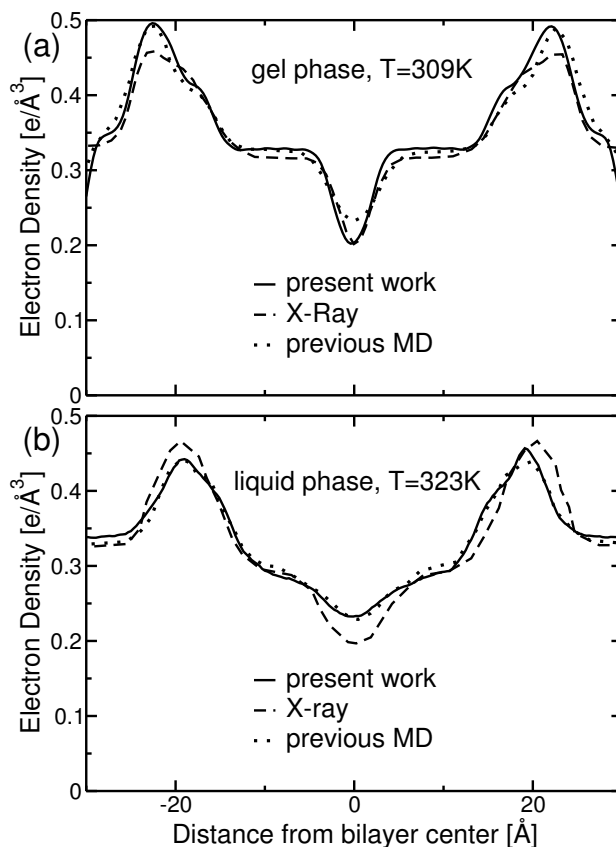 (a)
gel phase, T=309K
Electron Density [e/Å³]
0.5
0.4
0.3
0.2
0.1
0
present work
X-Ray
previous MD
(b)
liquid phase, T=323K
Electron Density [e/Å³]
0.5
0.4
0.3
0.2
0.1
0
present work
X-ray
previous MD
-20 0 20
Distance from bilayer center [Å]